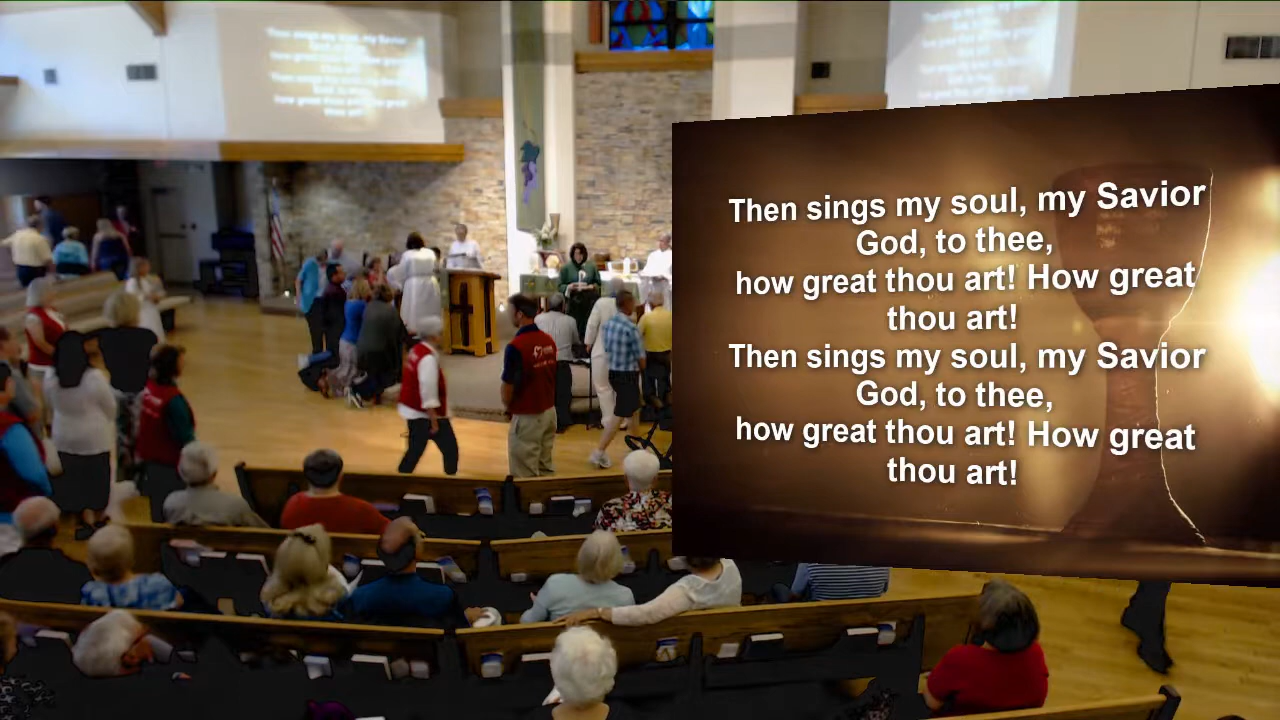 Then sings my soul, my Savior
God, to thee,
how great thou art! How great
thou art!
Then sings my soul, my Savior
God, to thee,
how great thou art! How great
thou art!